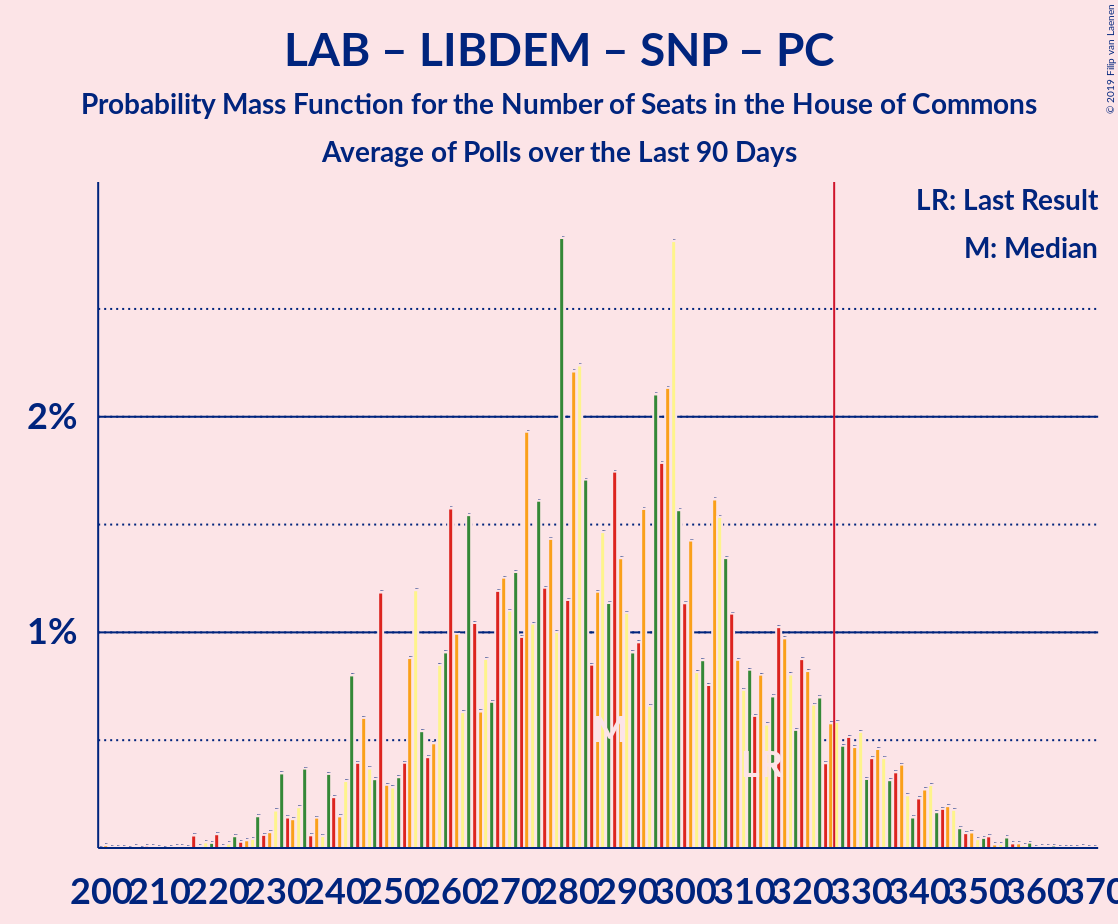 LAB – LIBDEM – SNP – PC
Probability Mass Function for the Number of Seats in the House of Commons
Average of Polls over the Last 90 Days
© 2019 Filip van Laenen
LR: Last Result
M: Median
2%
1%
M
LR
200 210 220 230 240 250 260 270 280 290 300 310 320 330 340 350 360 370